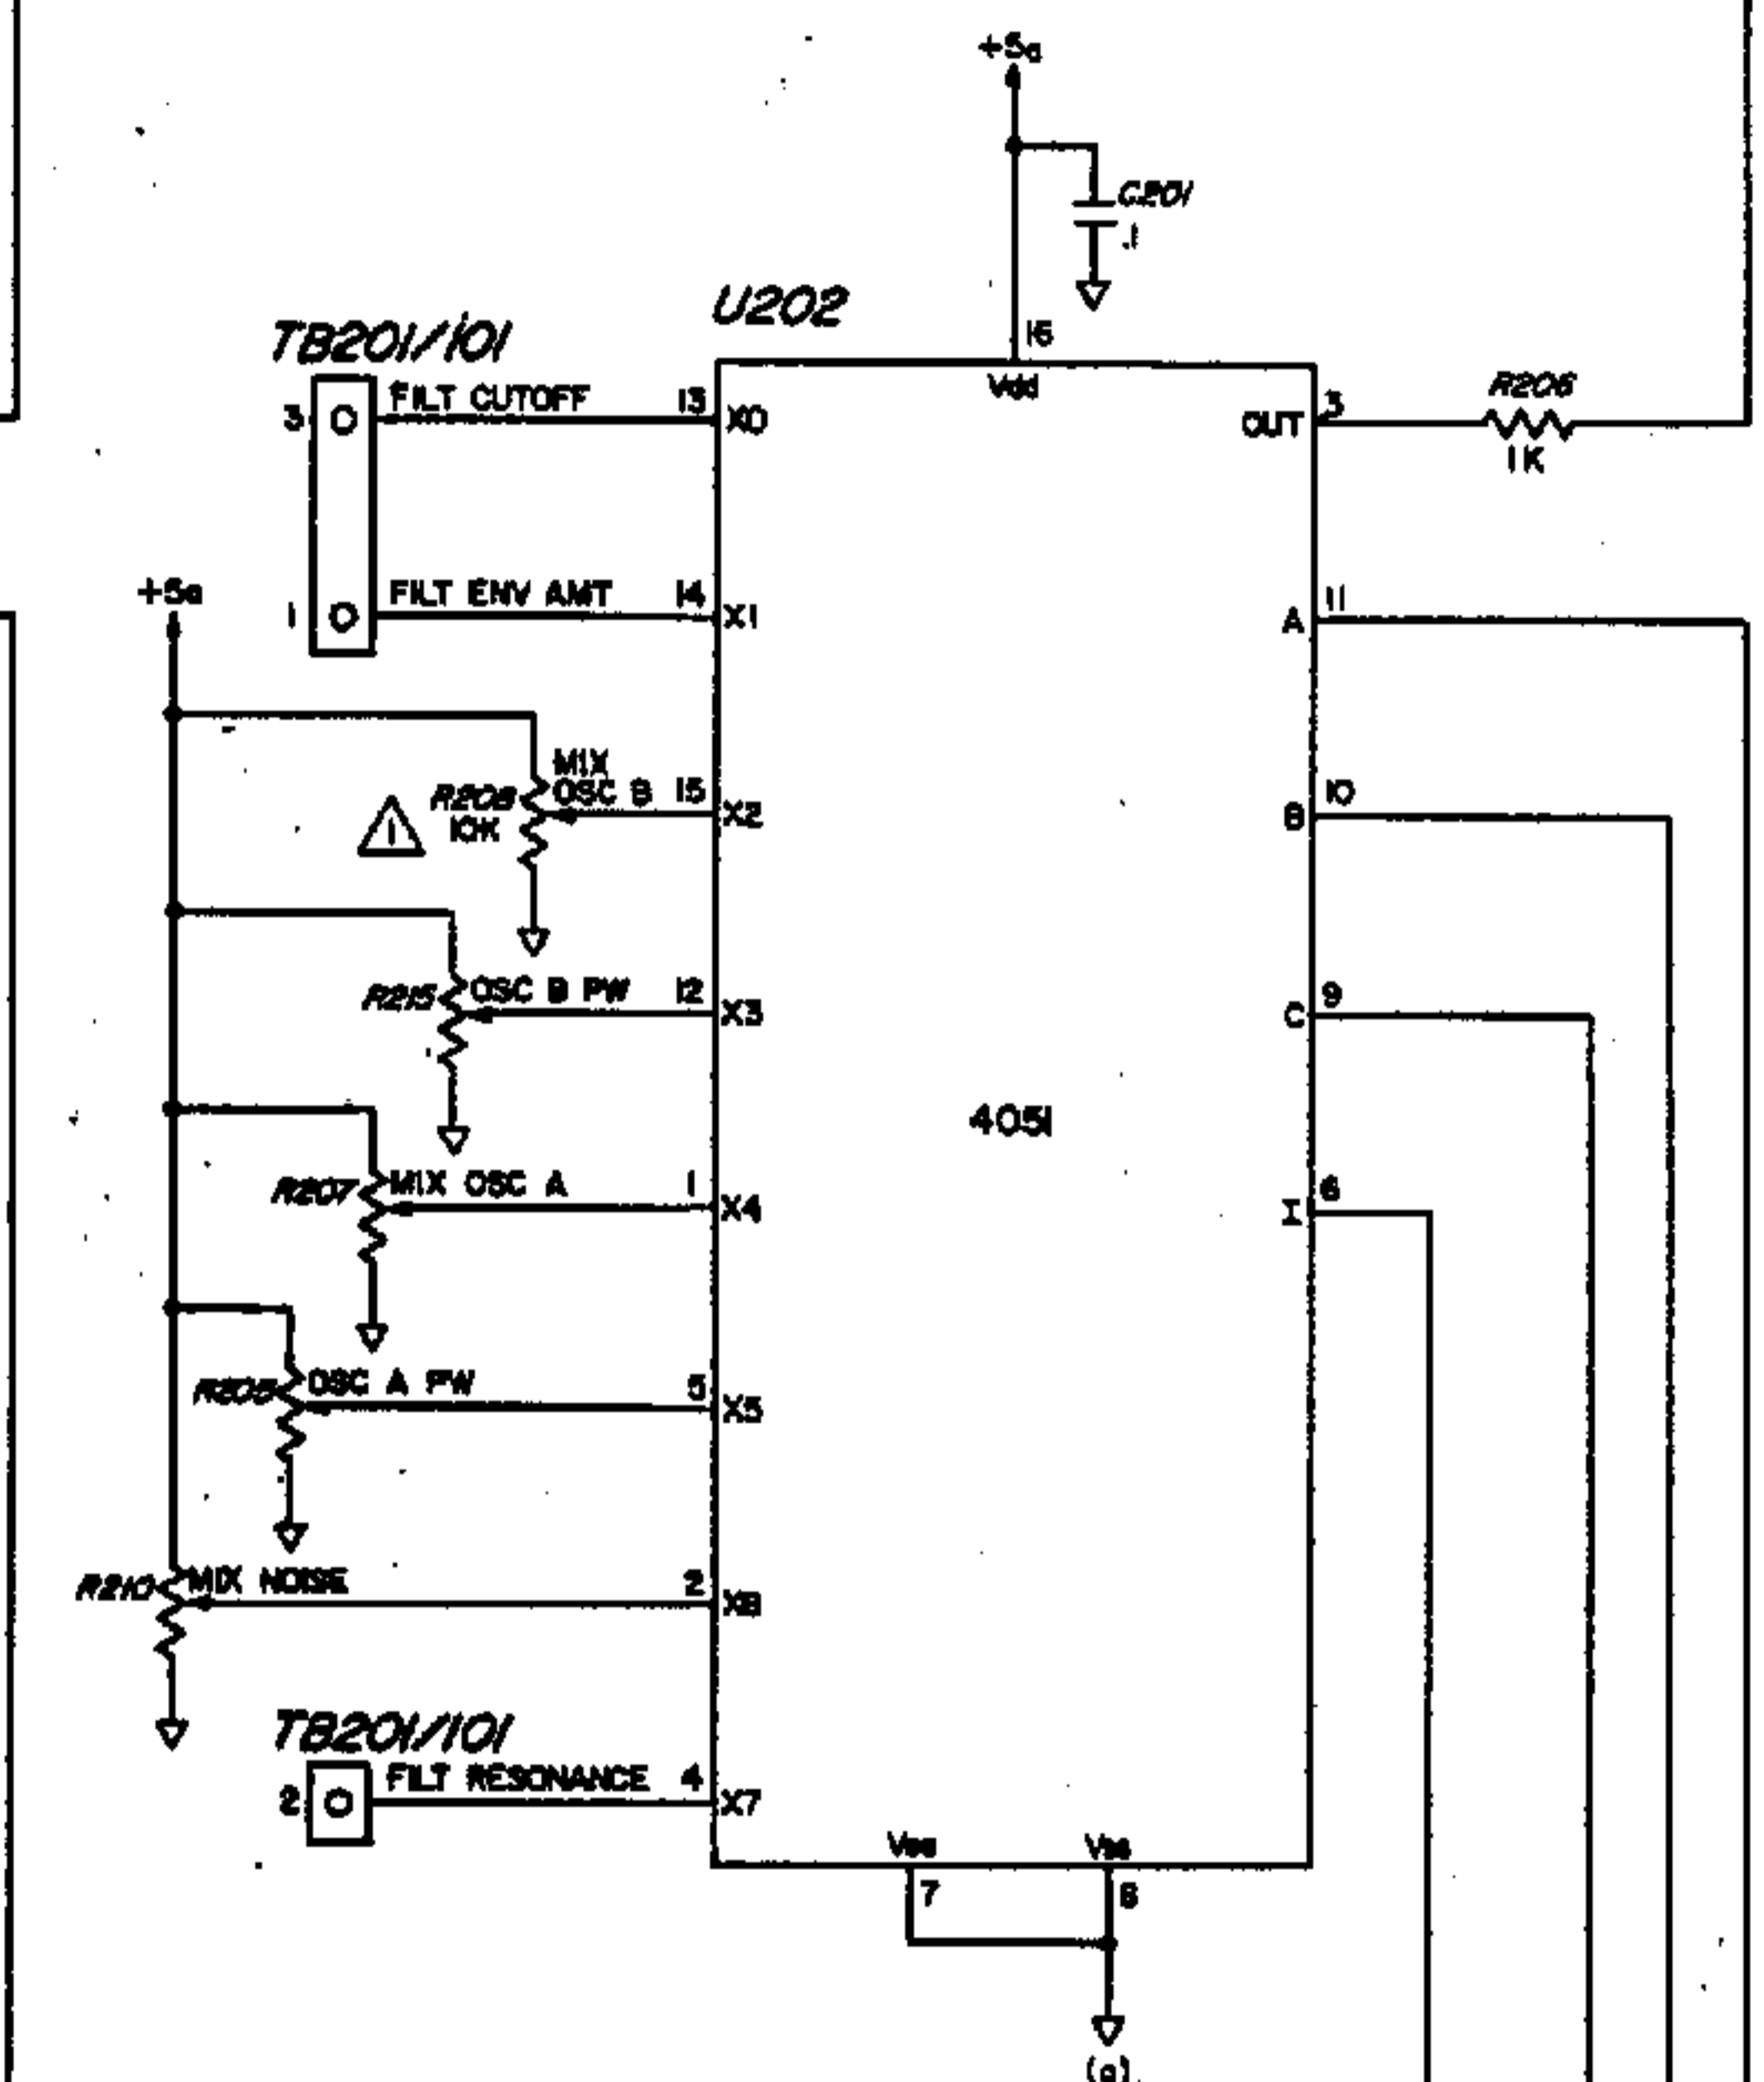 +5a
C201
.1
U202
TB201/101
16
Vdd
3
FILT CUTOFF
13
X0
OUT
3
R206
1K
+5a
1
FILT ENV AMT
14
X1
A
11
MIX
OSC B
15
X2
R208
10K
1
B
10
R215
OSC B PW
12
X3
C
9
4051
R207
MIX OSC A
1
X4
I
6
OSC A PW
5
X5
R210
MIX NOISE
2
X6
TB201/101
2
FILT RESONANCE
4
X7
Vss
7
8
(a)